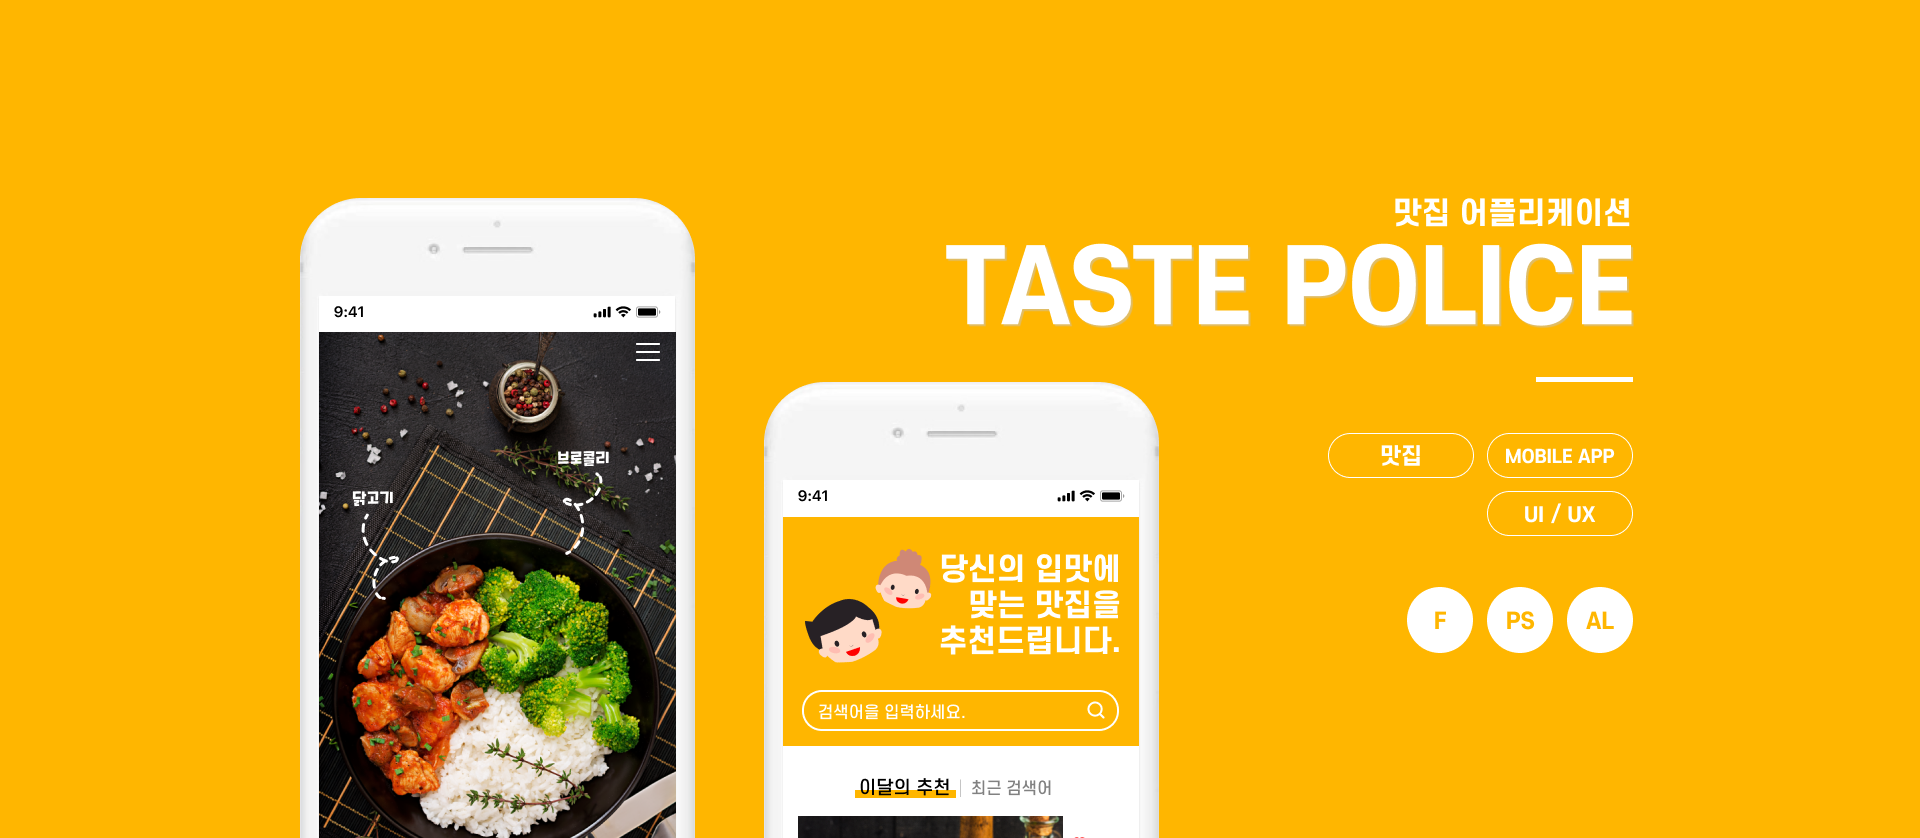 맛집 어플리케이션
TASTE POLICE
맛집
MOBILE APP
UI / UX
F
PS
AL
9:41
브로콜리
닭고기
9:41
당신의 입맛에
맞는 맛집을
추천드립니다.
검색어을 입력하세요.
이달의 추천
최근 검색어